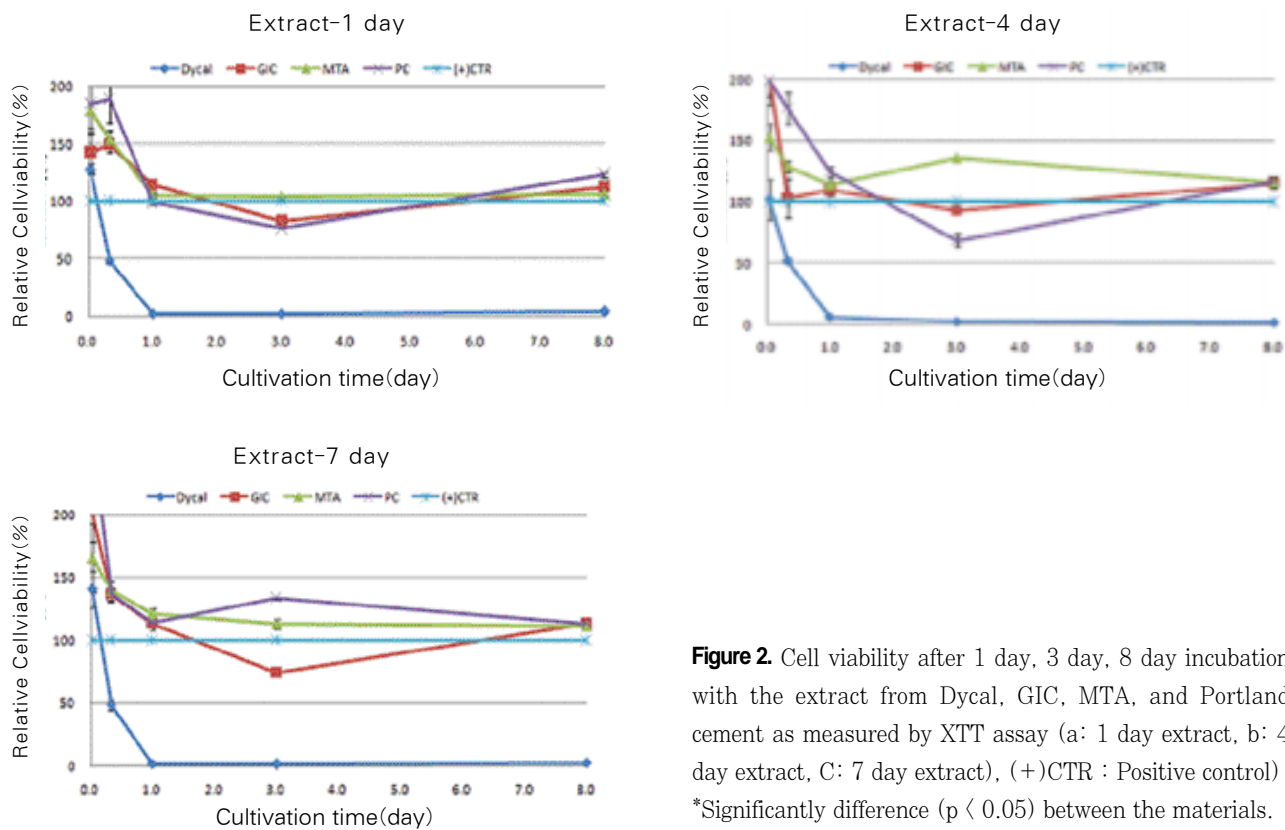 Extract-1 day
Dycal GIC MTA PC (+)CTR
Relative Cellviability(%)
200
150
100
50
0
0.0 1.0 2.0 3.0 4.0 5.0 6.0 7.0 8.0
Cultivation time(day)
Extract-4 day
Dycal GIC MTA PC (+)CTR
Relative Cellviability(%)
200
150
100
50
0
0.0 1.0 2.0 3.0 4.0 5.0 6.0 7.0 8.0
Cultivation time(day)
Extract-7 day
Dycal GIC MTA PC (+)CTR
Relative Cellviability(%)
200
150
100
50
0
0.0 1.0 2.0 3.0 4.0 5.0 6.0 7.0 8.0
Cultivation time(day)
Figure 2. Cell viability after 1 day, 3 day, 8 day incubation
with the extract from Dycal, GIC, MTA, and Portland
cement as measured by XTT assay (a: 1 day extract, b: 4
day extract, C: 7 day extract), (+)CTR : Positive control)
*Significantly difference (p < 0.05) between the materials.